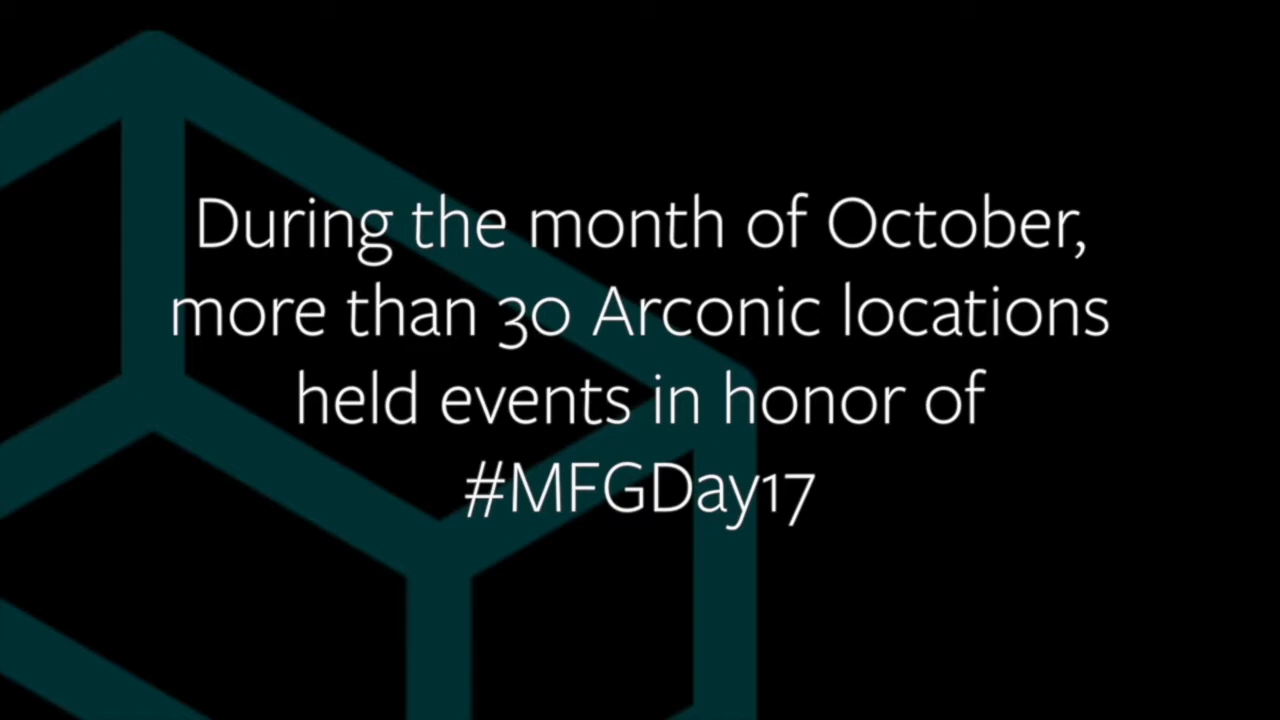 During the month of October,
more than 30 Arconic locations
held events in honor of
#MFGDay17